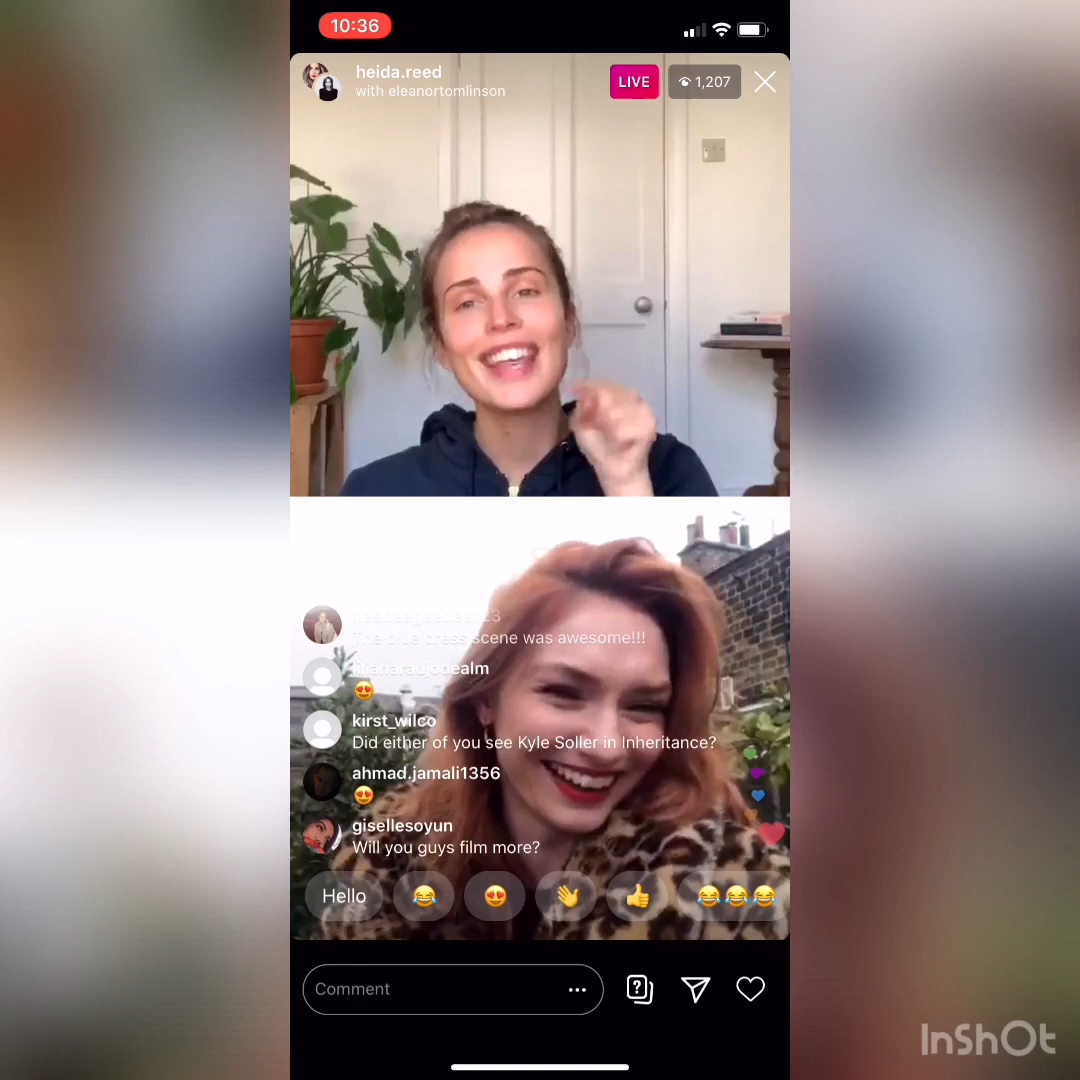 10:36
heida.reed
with eleanortomlinson
LIVE
1,207
The blue dress scene was awesome!!!
lilianaraujodealm
😍
kirst_wilco
Did either of you see Kyle Soller in Inheritance?
ahmad.jamali1356
😍
gisellesoyun
Will you guys film more?
Hello 😂 😍 👋 👍 😂😂😂
Comment
InShOt